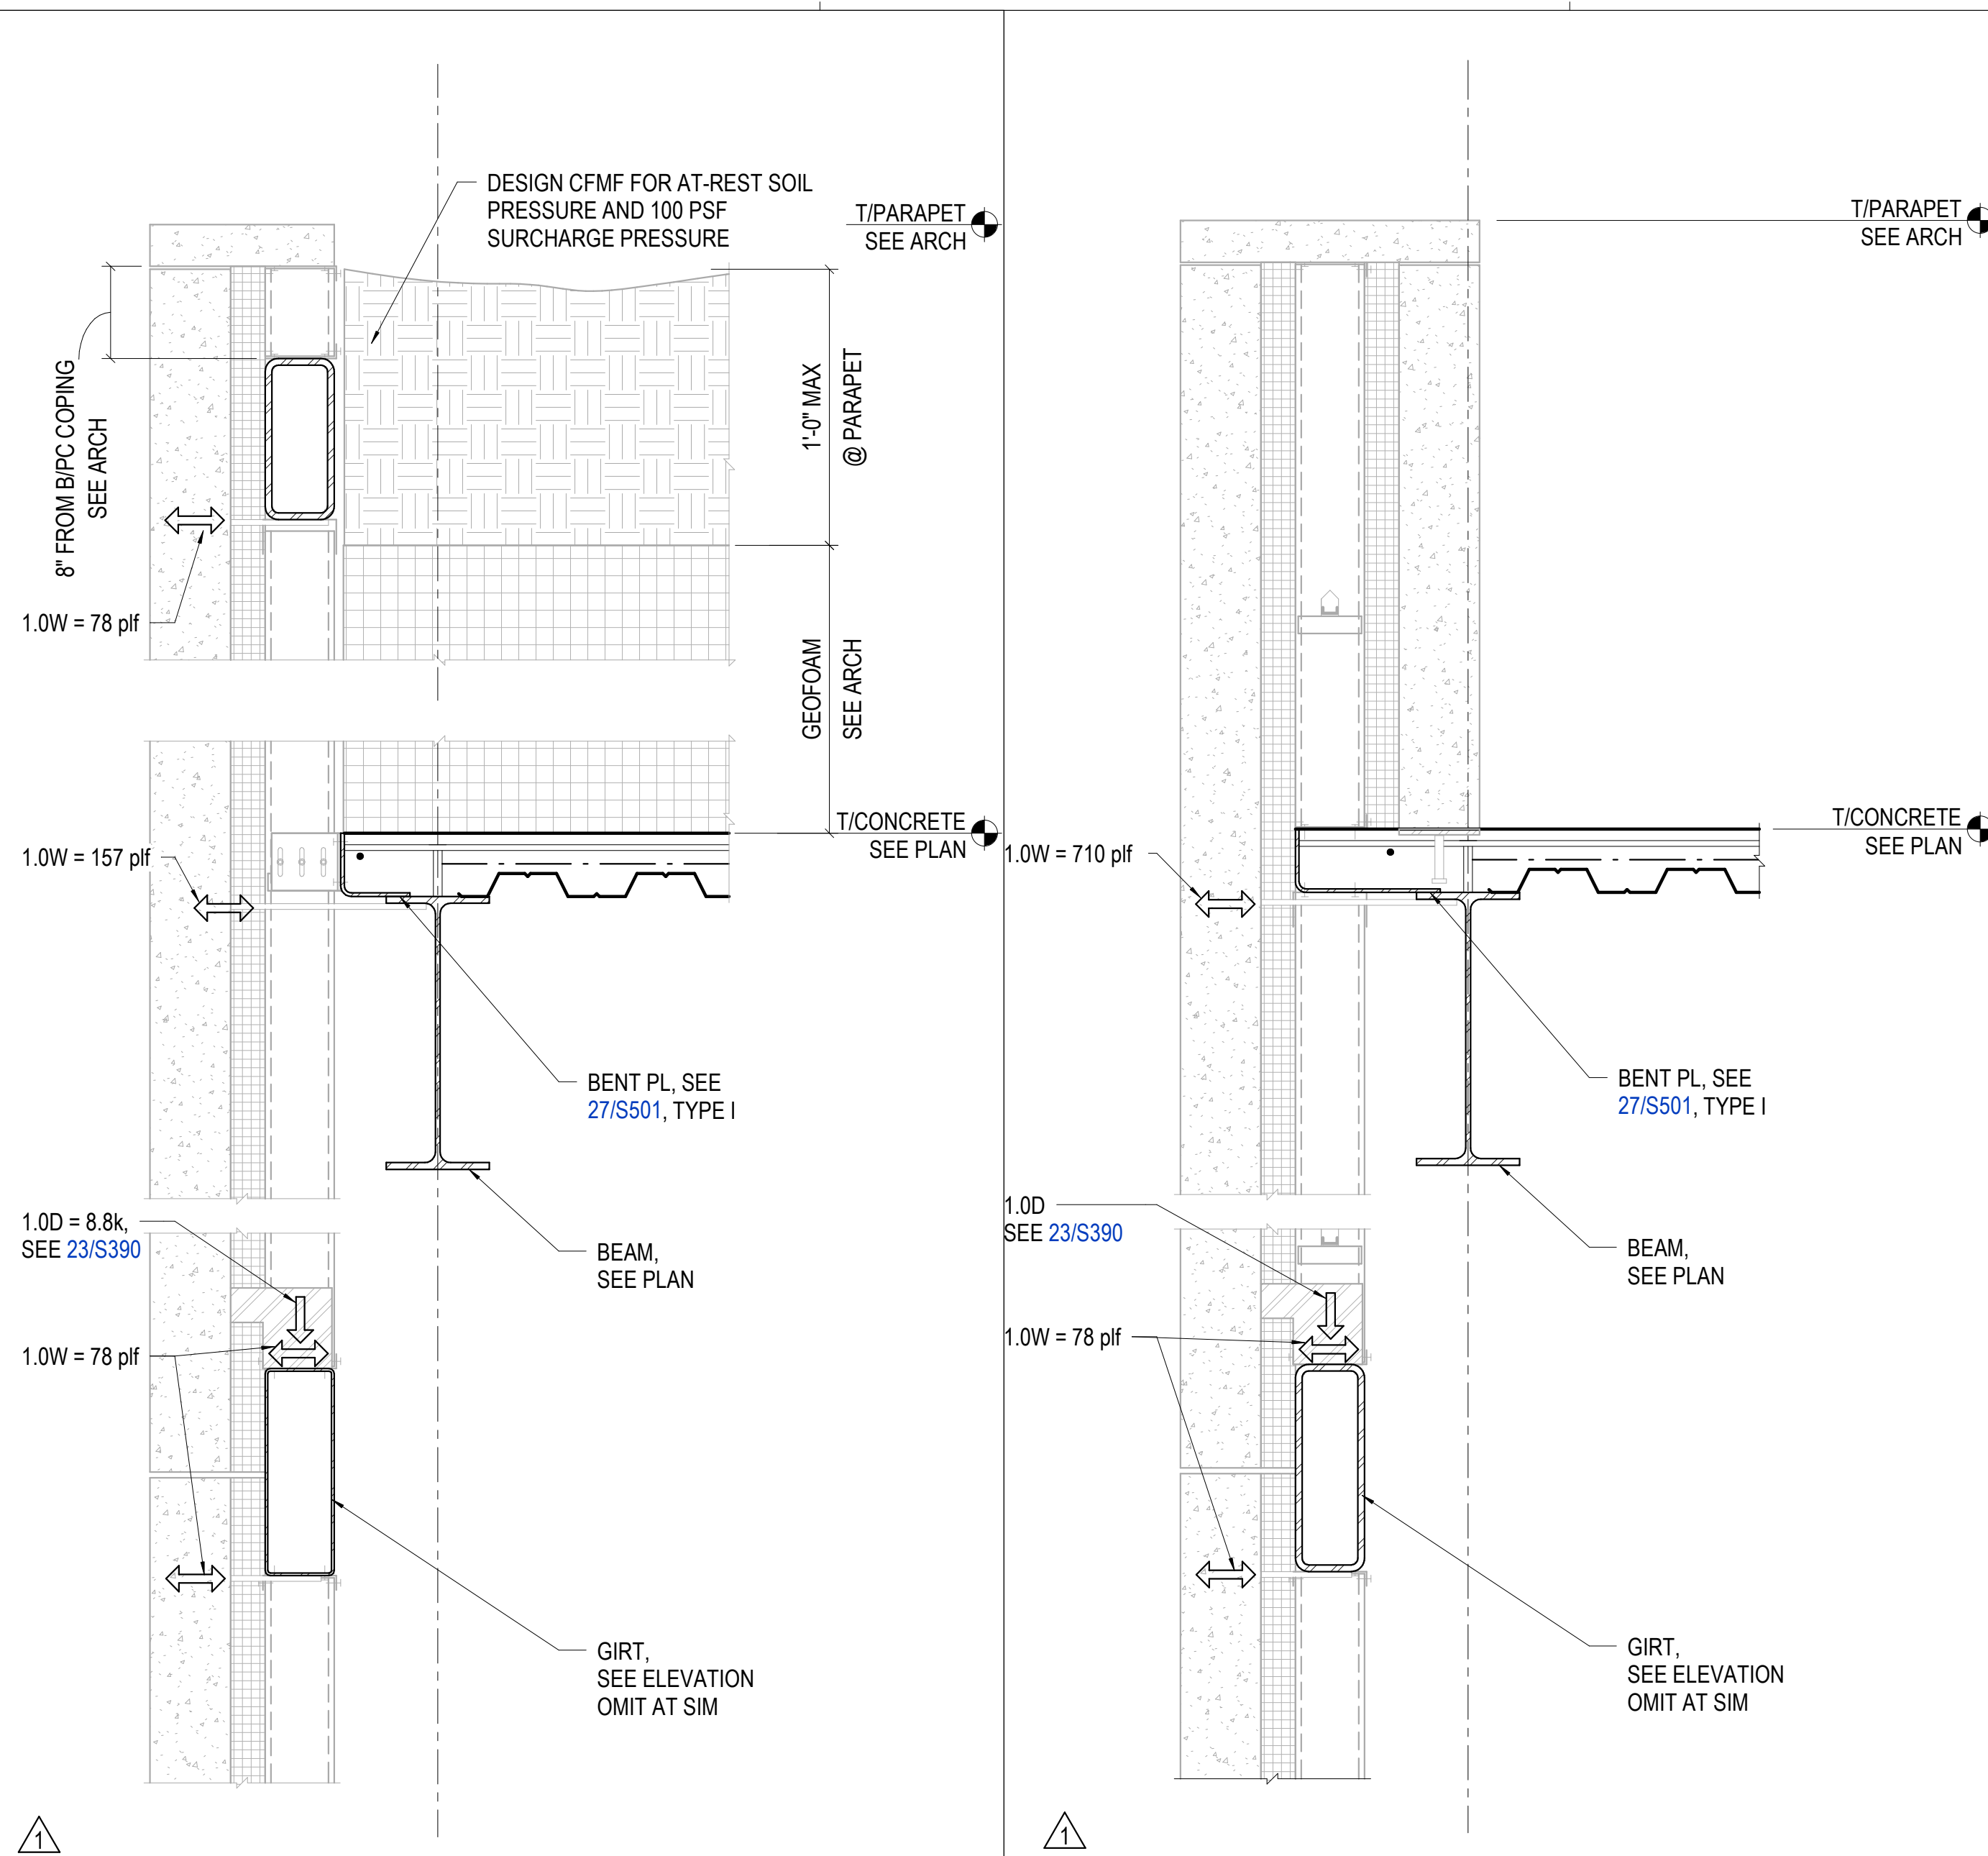 DESIGN CFMF FOR AT-REST SOIL
PRESSURE AND 100 PSF
SURCHARGE PRESSURE
T/PARAPET
SEE ARCH
8" FROM B/PC COPING
SEE ARCH
1'-0" MAX
@ PARAPET
1.0W = 78 plf
GEOFOAM
SEE ARCH
T/CONCRETE
SEE PLAN
1.0W = 157 plf
BENT PL, SEE
27/S501, TYPE I
1.0D = 8.8k,
SEE 23/S390
BEAM,
SEE PLAN
1.0W = 78 plf
GIRT,
SEE ELEVATION
OMIT AT SIM
1
T/PARAPET
SEE ARCH
T/CONCRETE
SEE PLAN
1.0W = 710 plf
BENT PL, SEE
27/S501, TYPE I
1.0D
SEE 23/S390
BEAM,
SEE PLAN
1.0W = 78 plf
GIRT,
SEE ELEVATION
OMIT AT SIM
1